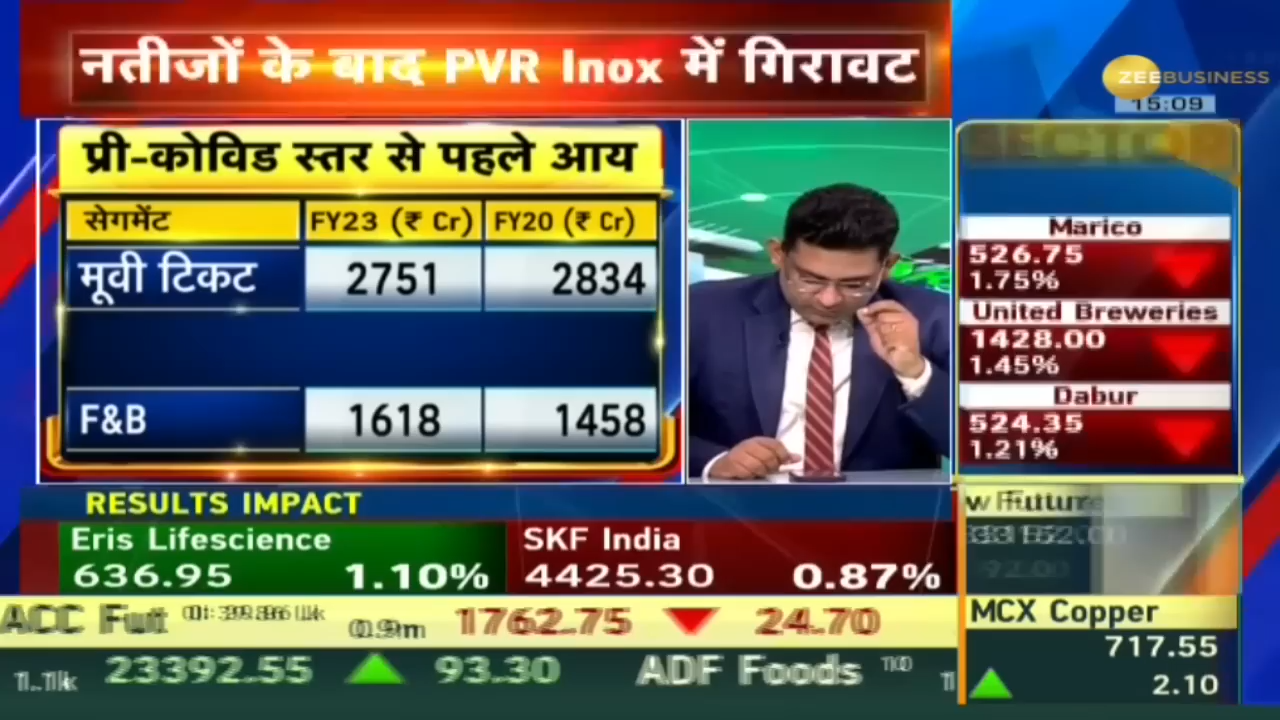 नतीजों के बाद PVR Inox में गिरावट
ZEEBUSINESS
15:09
प्री-कोविड स्तर से पहले आय
सेगमेंट FY23 (₹ Cr) FY20 (₹ Cr)
मूवी टिकट 2751 2834
F&B 1618 1458
Marico
526.75
1.75%
United Breweries
1428.00
1.45%
Dabur
524.35
1.21%
RESULTS IMPACT
Eris Lifescience
636.95 1.10%
SKF India
4425.30 0.87%
ACC Fut 1762.75 24.70
23392.55 93.30 ADF Foods
MCX Copper
717.55
2.10